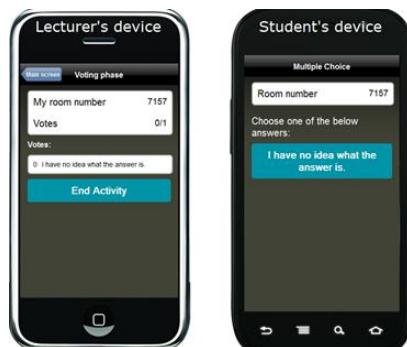 Lecturer's device
Main screen Voting phase
My room number 7157
Votes 0/1
Votes:
0 I have no idea what the answer is.
End Activity
Student's device
Multiple Choice
Room number 7157
Choose one of the below
answers:
I have no idea what the
answer is.